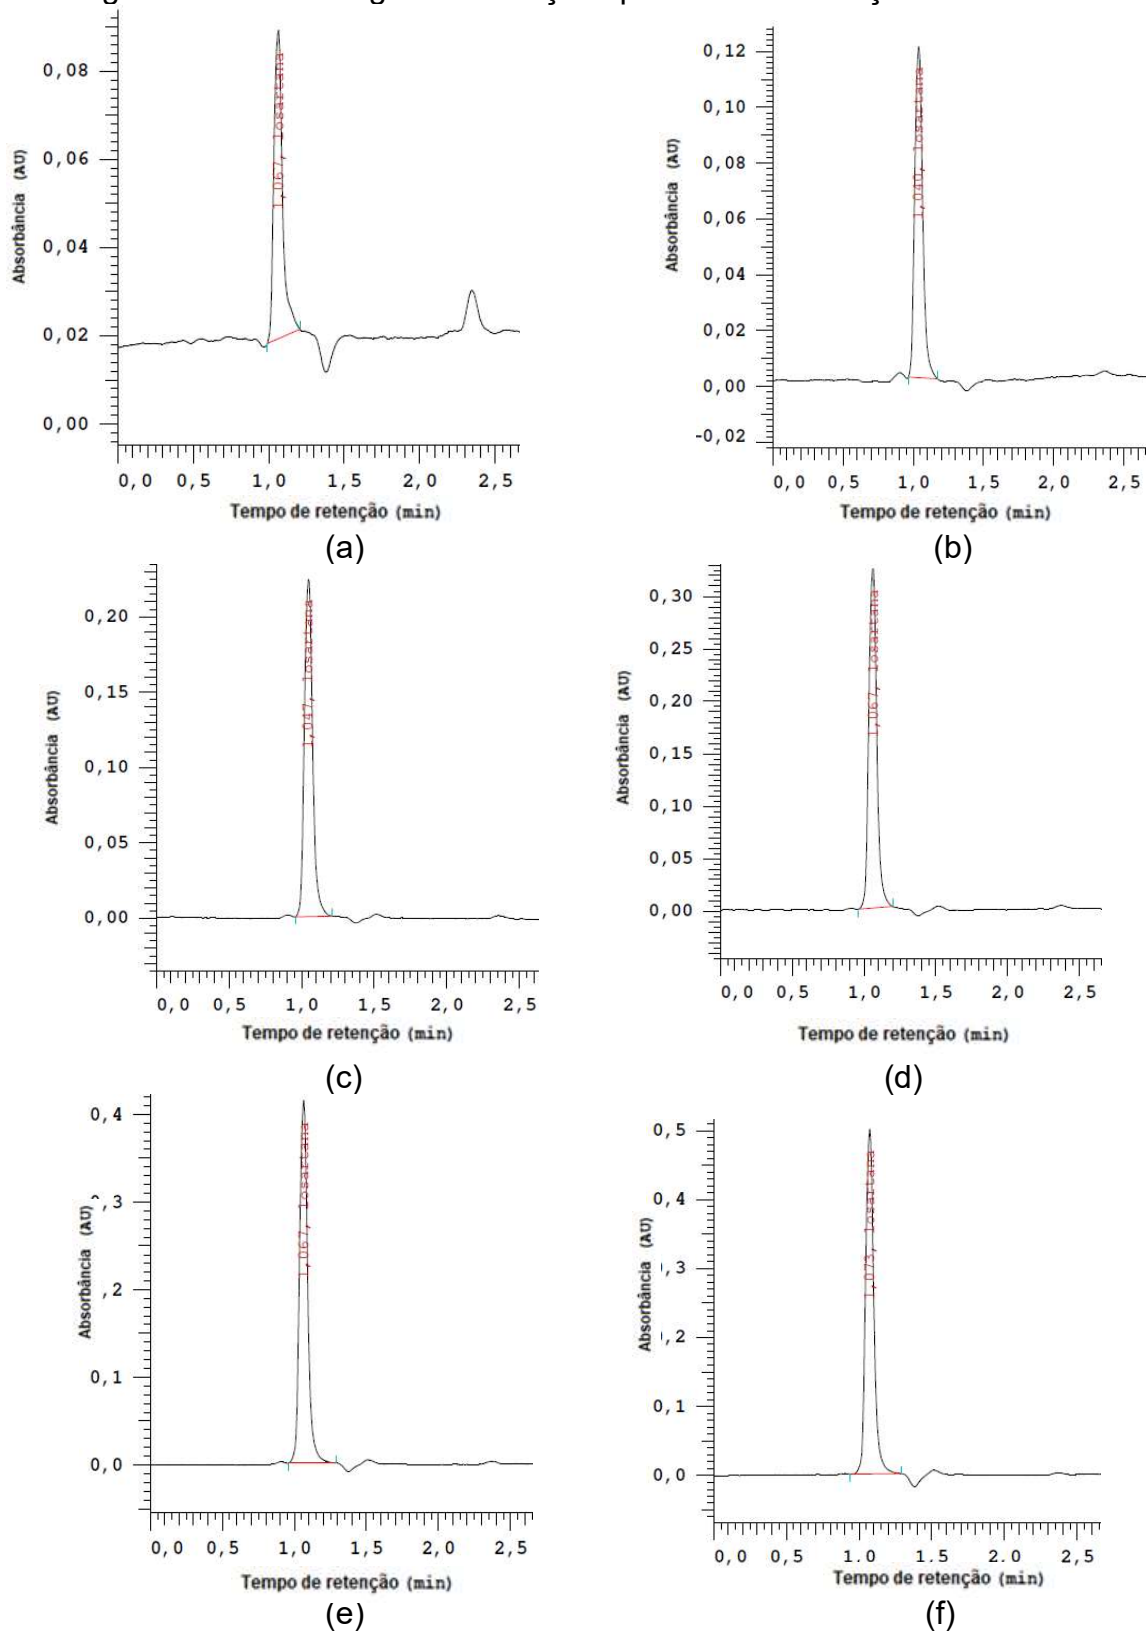 0,08
0,06
0,04
0,02
0,00
Absorbância (AU)
1,067, losartana
0,0 0,5 1,0 1,5 2,0 2,5
Tempo de retenção (min)
(a)
0,12
0,10
0,08
0,06
0,04
0,02
0,00
-0,02
Absorbância (AU)
1,040, losartana
0,0 0,5 1,0 1,5 2,0 2,5
Tempo de retenção (min)
(b)
0,20
0,15
0,10
0,05
0,00
Absorbância (AU)
1,047, losartana
0,0 0,5 1,0 1,5 2,0 2,5
Tempo de retenção (min)
(c)
0,30
0,25
0,20
0,15
0,10
0,05
0,00
Absorbância (AU)
1,067, losartana
0,0 0,5 1,0 1,5 2,0 2,5
Tempo de retenção (min)
(d)
0,4
,3
0,2
0,1
0,0
Absorbância (AU)
1,067, losartana
0,0 0,5 1,0 1,5 2,0 2,5
Tempo de retenção (min)
(e)
0,5
0,4
,3
,2
0,1
0,0
Absorbância (AU)
1,073, losartana
0,0 0,5 1.0 1.5 2.0 2,5
Tempo de retenção (min)
(f)